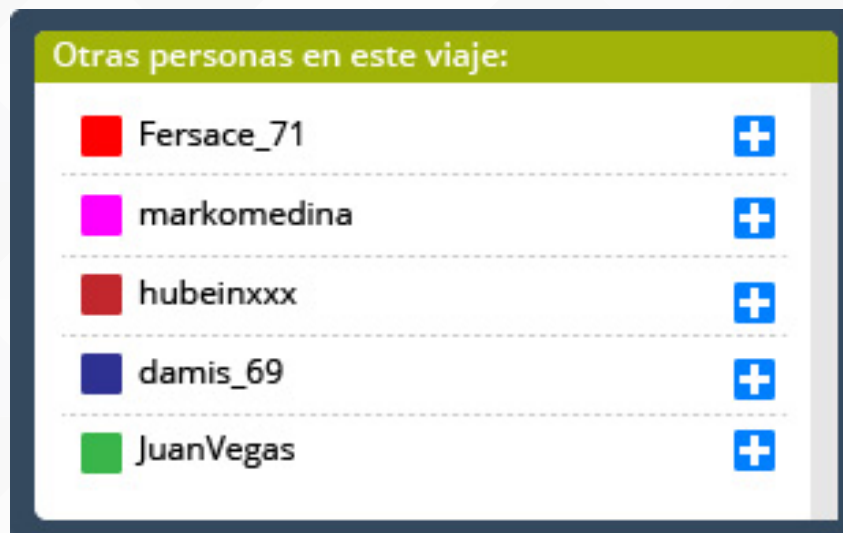 Otras personas en este viaje:
Fersace_71
markomedina
hubeinxxx
damis_69
JuanVegas